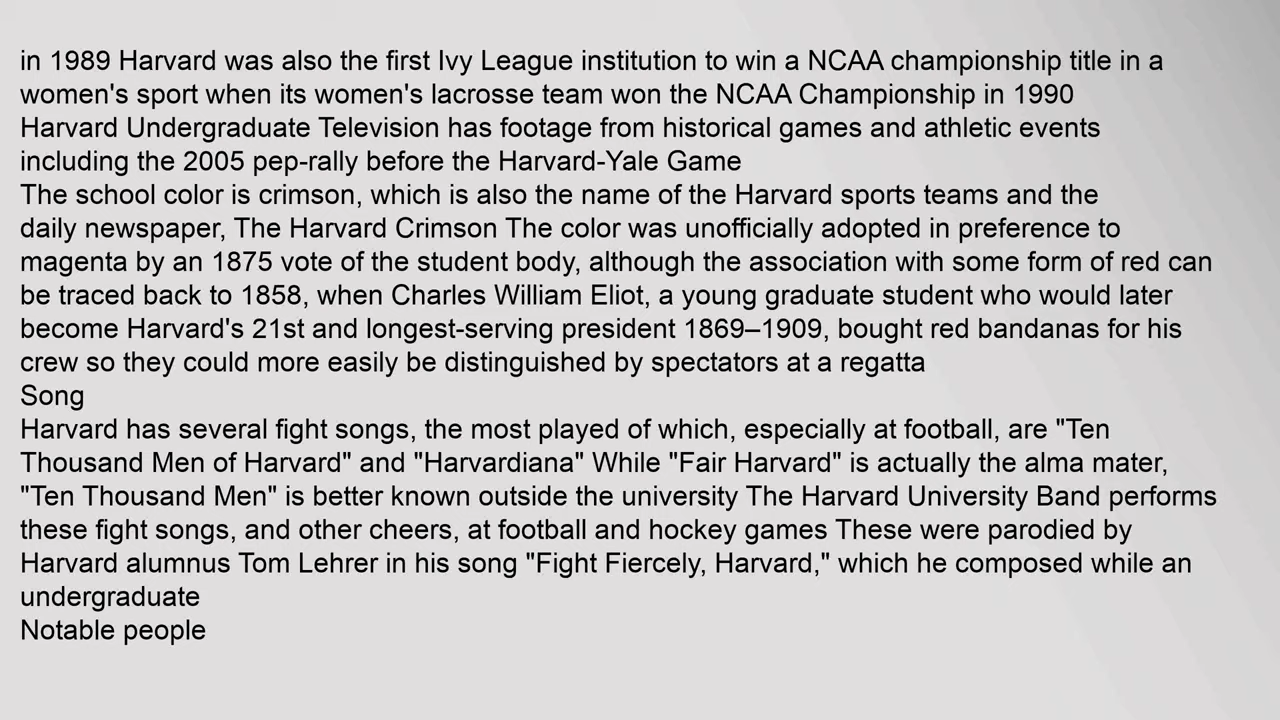 in 1989 Harvard was also the first Ivy League institution to win a NCAA championship title in a
women's sport when its women's lacrosse team won the NCAA Championship in 1990
Harvard Undergraduate Television has footage from historical games and athletic events
including the 2005 pep-rally before the Harvard-Yale Game
The school color is crimson, which is also the name of the Harvard sports teams and the
daily newspaper, The Harvard Crimson The color was unofficially adopted in preference to
magenta by an 1875 vote of the student body, although the association with some form of red can
be traced back to 1858, when Charles William Eliot, a young graduate student who would later
become Harvard's 21st and longest-serving president 1869–1909, bought red bandanas for his
crew so they could more easily be distinguished by spectators at a regatta
Song
Harvard has several fight songs, the most played of which, especially at football, are "Ten
Thousand Men of Harvard" and "Harvardiana" While "Fair Harvard" is actually the alma mater,
"Ten Thousand Men" is better known outside the university The Harvard University Band performs
these fight songs, and other cheers, at football and hockey games These were parodied by
Harvard alumnus Tom Lehrer in his song "Fight Fiercely, Harvard," which he composed while an
undergraduate
Notable people